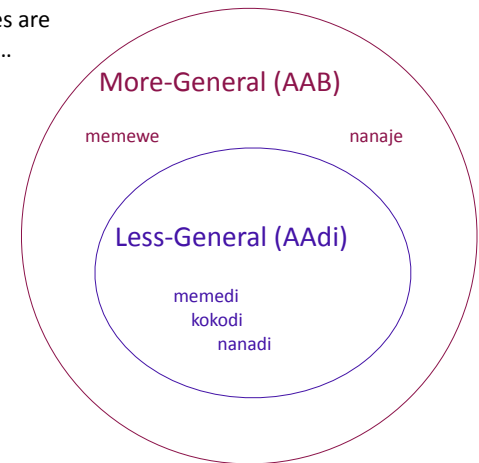 es are
..
More-General (AAB)
memewe nanaje
Less-General (AAdi)
memedi
kokodi
nanadi